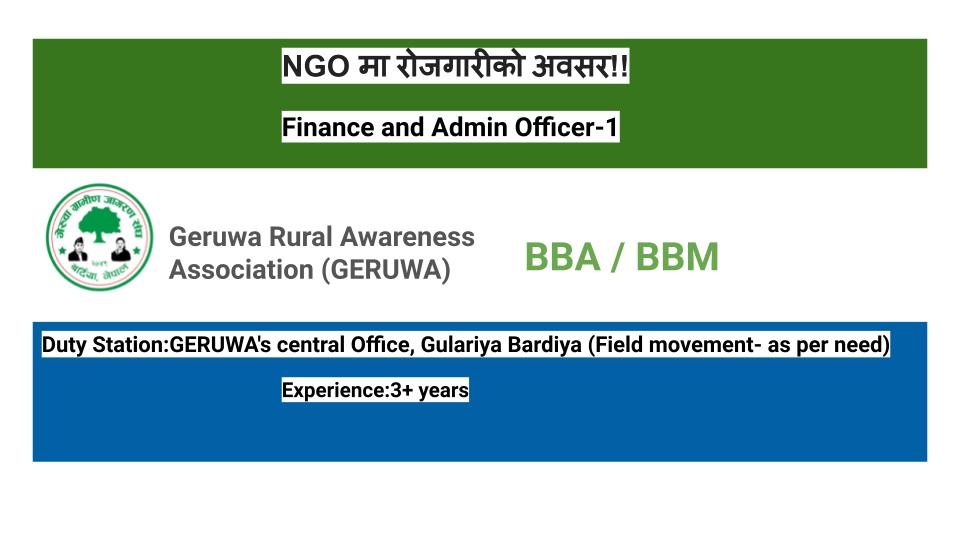 NGO मा रोजगारीको अवसर!!
Finance and Admin Officer-1
गेरुवा ग्रामीण जागरण संघ
बर्दिया, नेपाल
Geruwa Rural Awareness
Association (GERUWA)
BBA / BBM
Duty Station:GERUWA's central Office, Gulariya Bardiya (Field movement- as per need)
Experience:3+ years